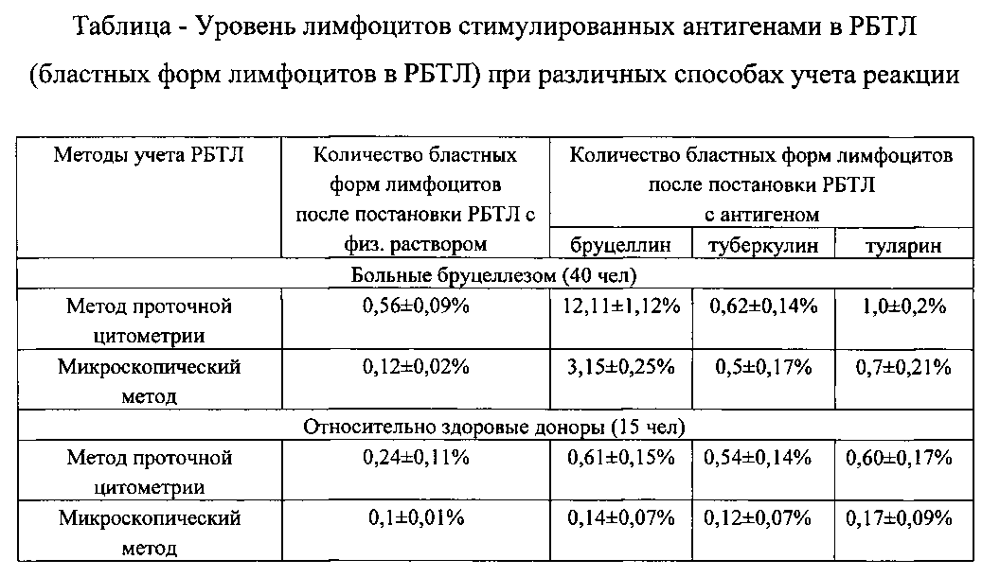 Таблица - Уровень лимфоцитов стимулированных антигенами в РБТЛ
(бластных форм лимфоцитов в РБТЛ) при различных способах учета реакции
Методы учета РБТЛ
Количество бластных
форм лимфоцитов
после постановки РБТЛ с
физ. раствором
Количество бластных форм лимфоцитов
после постановки РБТЛ
с антигеном
бруцеллин
туберкулин
тулярин
Больные бруцеллезом (40 чел)
Метод проточной
цитометрии
0,56±0,09%
12,11±1,12%
0,62±0,14%
1,0±0,2%
Микроскопический
метод
0,12±0,02%
3,15±0,25%
0,5±0,17%
0,7±0,21%
Относительно здоровые доноры (15 чел)
Метод проточной
цитометрии
0,24±0,11%
0,61±0,15%
0,54±0,14%
0,60±0,17%
Микроскопический
метод
0,1±0,01%
0,14±0,07%
0,12±0,07%
0,17±0,09%